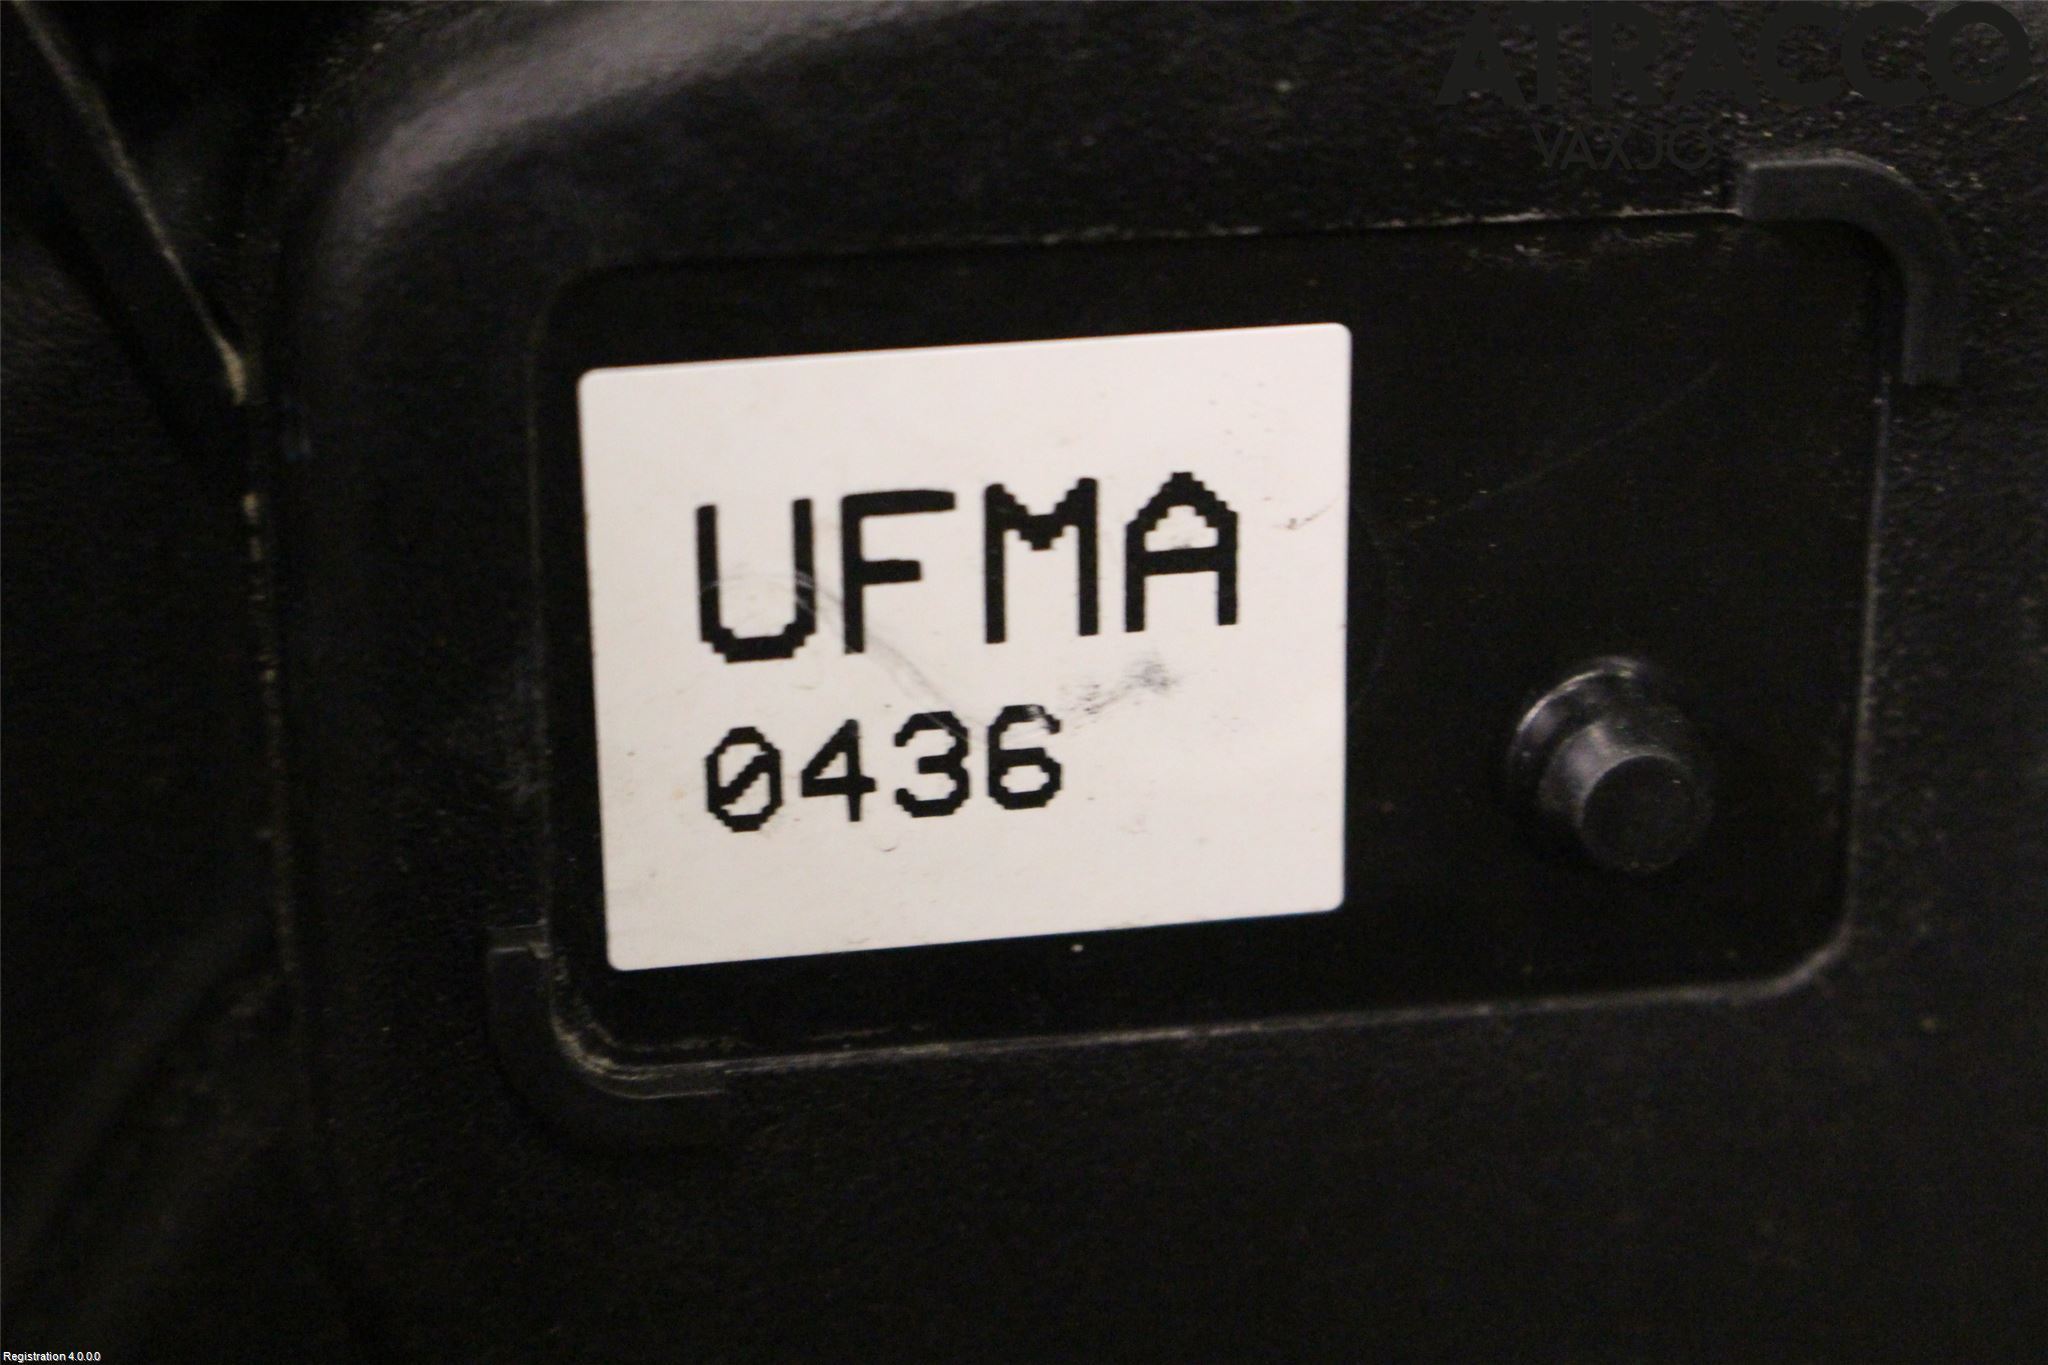 ATRACCO
VAXJO
UFMA
0436
Registration 4.0.0.0